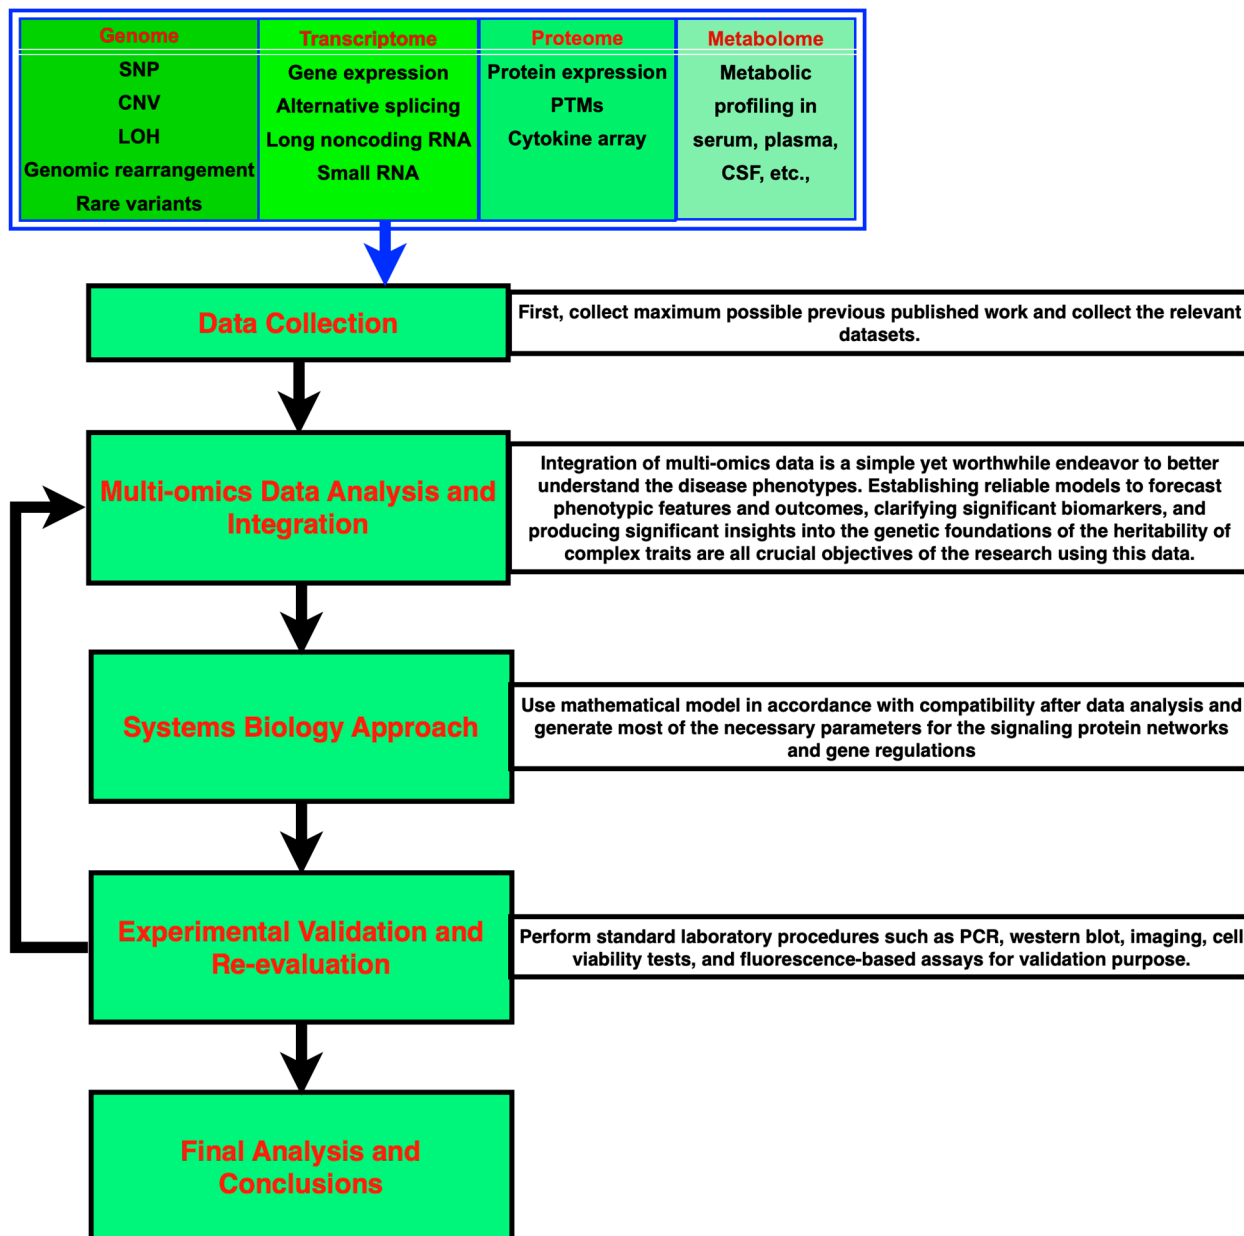 Genome
SNP
CNV
LOH
Genomic rearrangement
Rare variants
Transcriptome
Gene expression
Alternative splicing
Long noncoding RNA
Small RNA
Proteome
Protein expression
PTMs
Cytokine array
Metabolome
Metabolic
profiling in
serum, plasma,
CSF, etc.,
Data Collection
First, collect maximum possible previous published work and collect the relevant
datasets.
Multi-omics Data Analysis and
Integration
Integration of multi-omics data is a simple yet worthwhile endeavor to better
understand the disease phenotypes. Establishing reliable models to forecast
phenotypic features and outcomes, clarifying significant biomarkers, and
producing significant insights into the genetic foundations of the heritability of
complex traits are all crucial objectives of the research using this data.
Systems Biology Approach
Use mathematical model in accordance with compatibility after data analysis and
generate most of the necessary parameters for the signaling protein networks
and gene regulations
Experimental Validation and
Re-evaluation
Perform standard laboratory procedures such as PCR, western blot, imaging, cell
viability tests, and fluorescence-based assays for validation purpose.
Final Analysis and
Conclusions